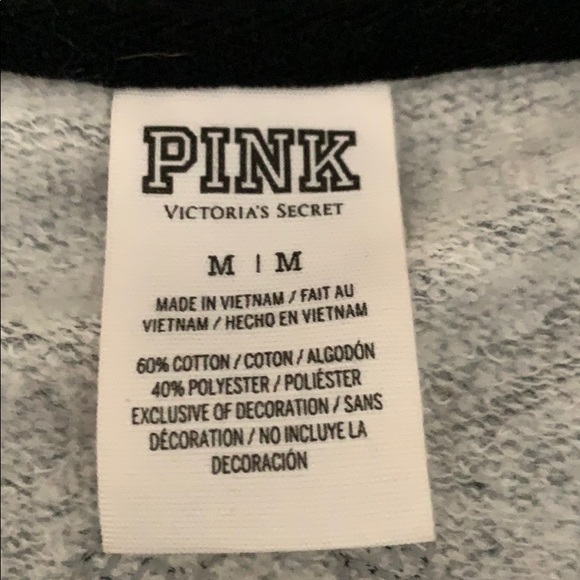 PINK
VICTORIA'S SECRET
M | M
MADE IN VIETNAM / FAIT AU
VIETNAM / HECHO EN VIETNAM
60% COTTON / COTON / ALGODÓN
40% POLYESTER / POLIÉSTER
EXCLUSIVE OF DECORATION / SANS
DÉCORATION / NO INCLUYE LA
DECORACIÓN